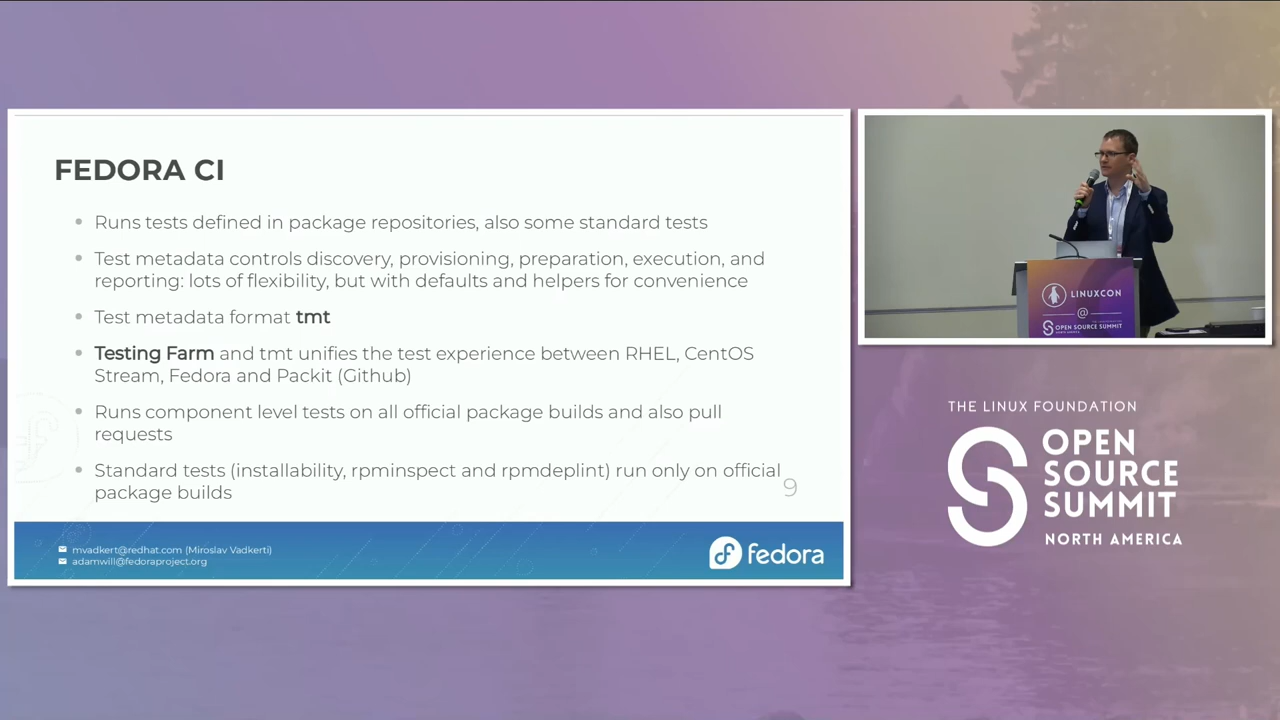 FEDORA CI
Runs tests defined in package repositories, also some standard tests
Test metadata controls discovery, provisioning, preparation, execution, and
reporting: lots of flexibility, but with defaults and helpers for convenience
Test metadata format tmt
Testing Farm and tmt unifies the test experience between RHEL, CentOS
Stream, Fedora and Packit (Github)
Runs component level tests on all official package builds and also pull
requests
Standard tests (installability, rpminspect and rpmdeplint) run only on official
package builds
9
mvadkert@redhat.com (Miroslav Vadkerti)
adamwill@fedoraproject.org
fedora
LINUXCON
@
OPEN SOURCE SUMMIT
THE LINUX FOUNDATION
OPEN
SOURCE
SUMMIT
NORTH AMERICA